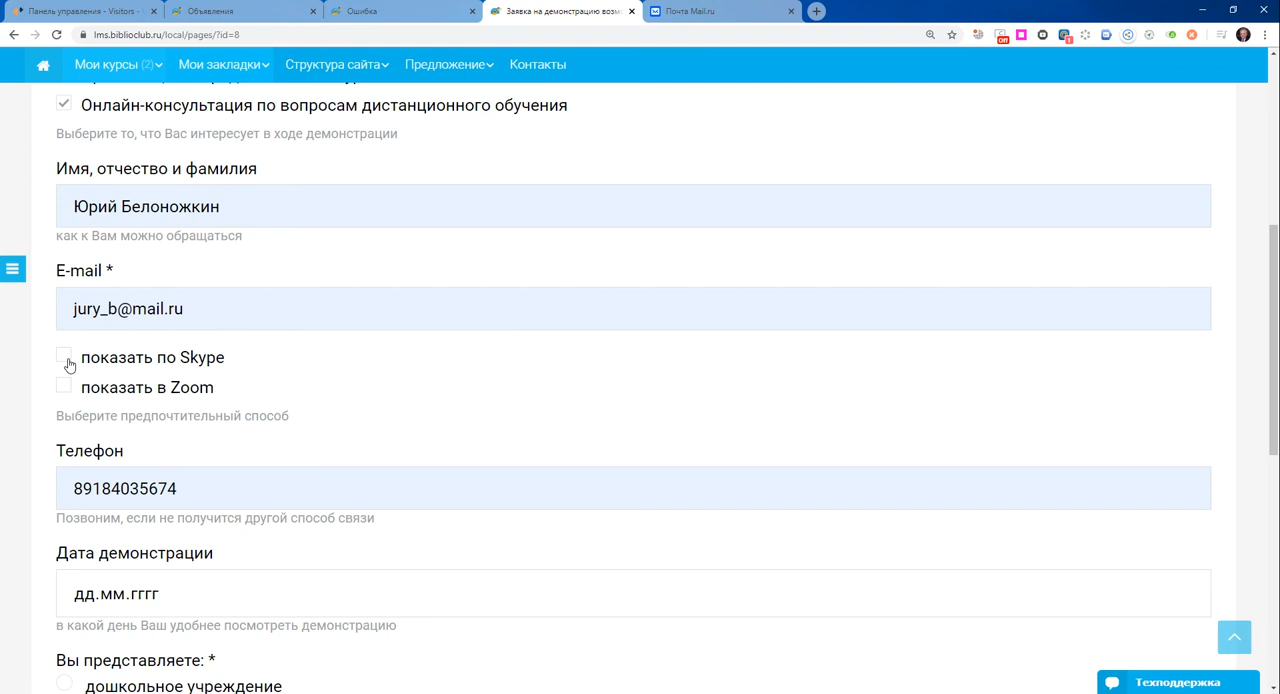 Панель управления - Visitors -
Объявления
Ошибка
Заявка на демонстрацию возм
Почта Mail.ru
lms.biblioclub.ru/local/pages/?id=8
Off
1
Мои курсы (2)
Мои закладки
Структура сайта
Предложение
Контакты
Онлайн-консультация по вопросам дистанционного обучения
Выберите то, что Вас интересует в ходе демонстрации
Имя, отчество и фамилия
Юрий Белоножкин
как к Вам можно обращаться
E-mail *
jury_b@mail.ru
показать по Skype
показать в Zoom
Выберите предпочтительный способ
Телефон
89184035674
Позвоним, если не получится другой способ связи
Дата демонстрации
дд.мм.гггг
в какой день Ваш удобнее посмотреть демонстрацию
Вы представляете: *
дошкольное учреждение
Техподдержка